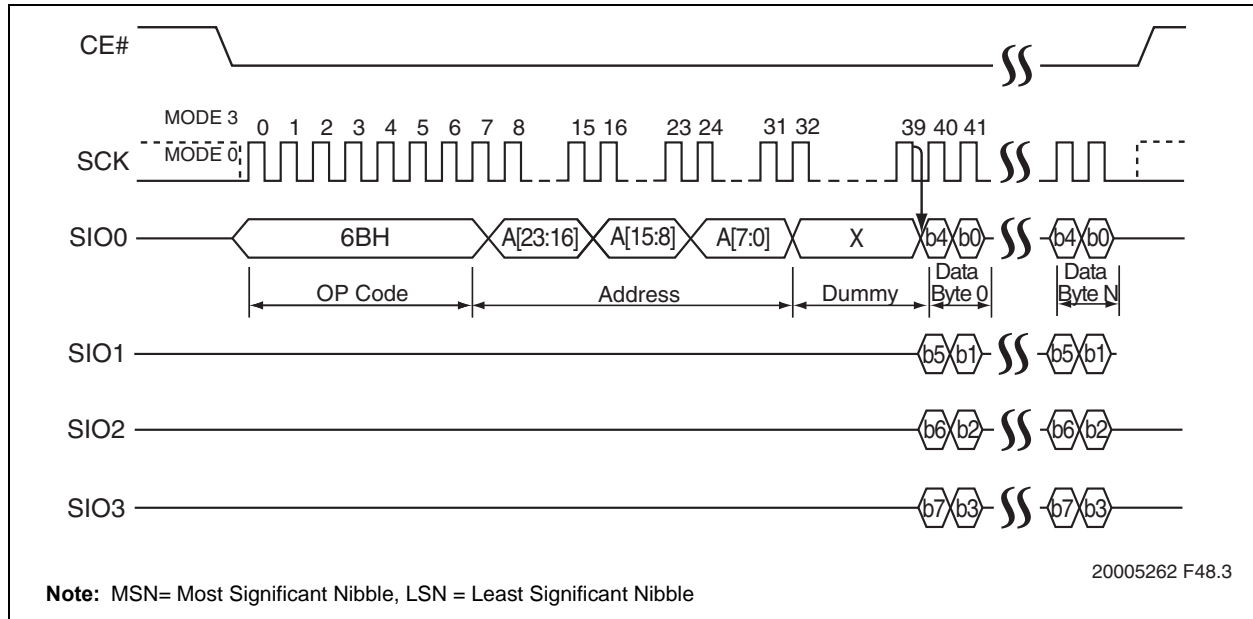 CE#
MODE 3
0 1 2 3 4 5 6 7 8 15 16 23 24 31 32 39 40 41
SCK
MODE 0
SIO0
6BH A[23:16] A[15:8] A[7:0] X b4 b0 b4 b0
OP Code Address Dummy Data Byte 0 Data Byte N
SIO1 b5 b1 b5 b1
SIO2 b6 b2 b6 b2
SIO3 b7 b3 b7 b3
20005262 F48.3
Note: MSN= Most Significant Nibble, LSN = Least Significant Nibble